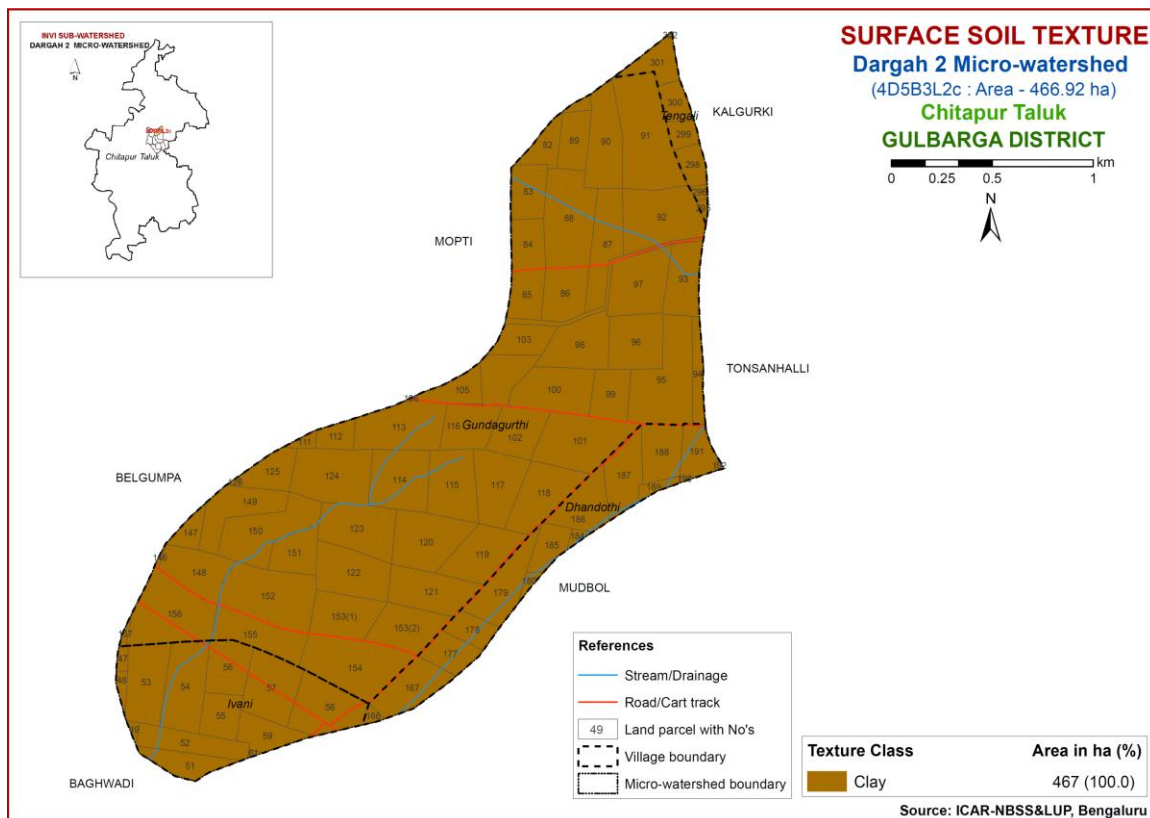 INVI SUB-WATERSHED
DARGAH 2 MICRO-WATERSHED
N
Chitapur Taluk
SURFACE SOIL TEXTURE
Dargah 2 Micro-watershed
(4D5B3L2c : Area - 466.92 ha)
Chitapur Taluk
GULBARGA DISTRICT
km
0 0.25 0.5 1
N
301
300
KALGURKI
Tengali
82 89 90 91 299
298
83
88 92
MOPTI
84 87
97 93
85 86
103 98 96
TONSANHALLI
95 94
105 100 99
113 116 Gundagurthi
112 102 101
111
188 191
BELGUMPA
125 124 114 115 117 118 187
149
Dhandothi
186
147 150 123
151 120 185
119
148 122
MUDBOL
152 121 179
156 153(1) 153(2) 178
155
177
154
53 54 56 57 167
Ivani
55 58
59
52
51
BAGHWADI
References
Stream/Drainage
Road/Cart track
49 Land parcel with No's
Village boundary
Micro-watershed boundary
Texture Class Area in ha (%)
Clay 467 (100.0)
Source: ICAR-NBSS&LUP, Bengaluru